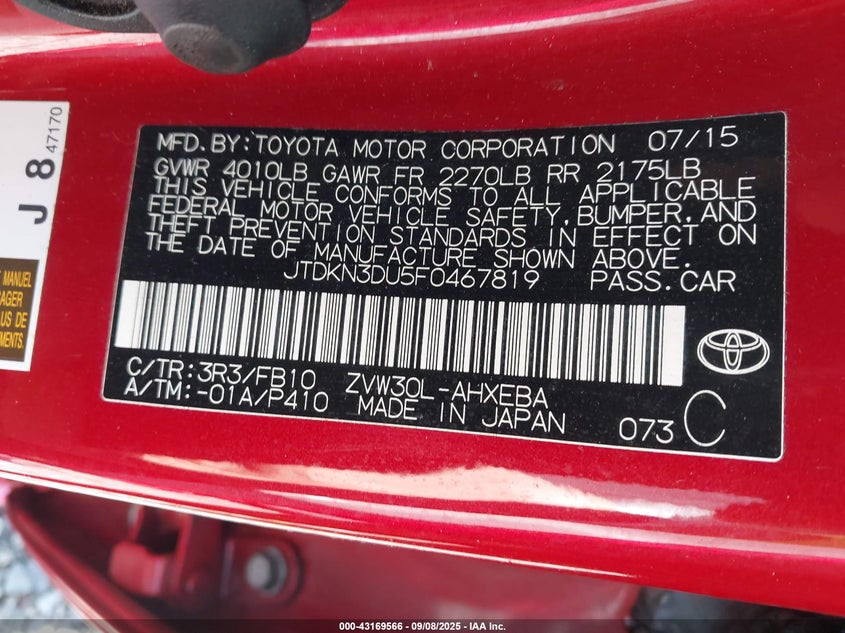 MFD.BY:TOYOTA MOTOR CORPORATION 07/15
GVWR 4010LB GAWR FR 2270LB RR 2175LB
THIS VEHICLE CONFORMS TO ALL APPLICABLE
FEDERAL MOTOR VEHICLE SAFETY,BUMPER,AND
THEFT PREVENTION STANDARDS IN EFFECT ON
THE DATE OF MANUFACTURE SHOWN ABOVE.
JTDKN3DU5F0467819 PASS.CAR
C/TR:3R3/FB10 ZVW30L-AHXEBA
A/TM:-01A/P410 MADE IN JAPAN
073 C
J 8 47170
MANUEL
US DE
000-43169566 | 09/08/2025 | IAA Inc.